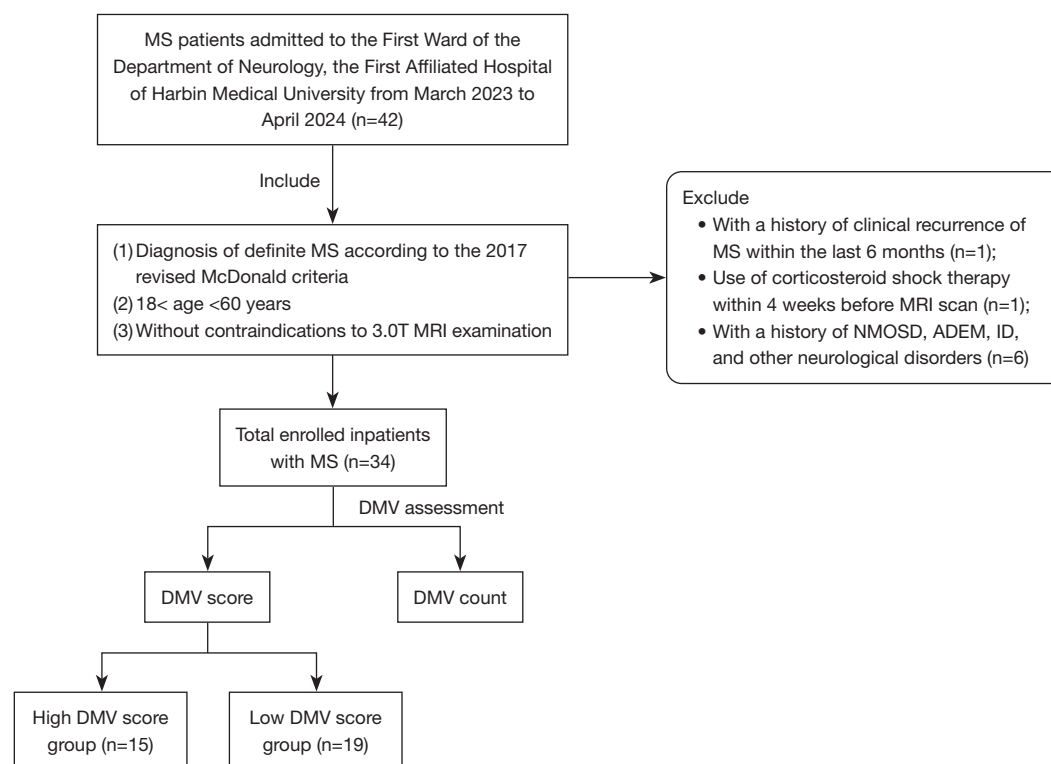 MS patients admitted to the First Ward of the
Department of Neurology, the First Affiliated Hospital
of Harbin Medical University from March 2023 to
April 2024 (n=42)
Include
(1) Diagnosis of definite MS according to the 2017
revised McDonald criteria
(2) 18< age <60 years
(3) Without contraindications to 3.0T MRI examination
Exclude
• With a history of clinical recurrence of
MS within the last 6 months (n=1);
• Use of corticosteroid shock therapy
within 4 weeks before MRI scan (n=1);
• With a history of NMOSD, ADEM, ID,
and other neurological disorders (n=6)
Total enrolled inpatients
with MS (n=34)
DMV assessment
DMV score
DMV count
High DMV score
group (n=15)
Low DMV score
group (n=19)